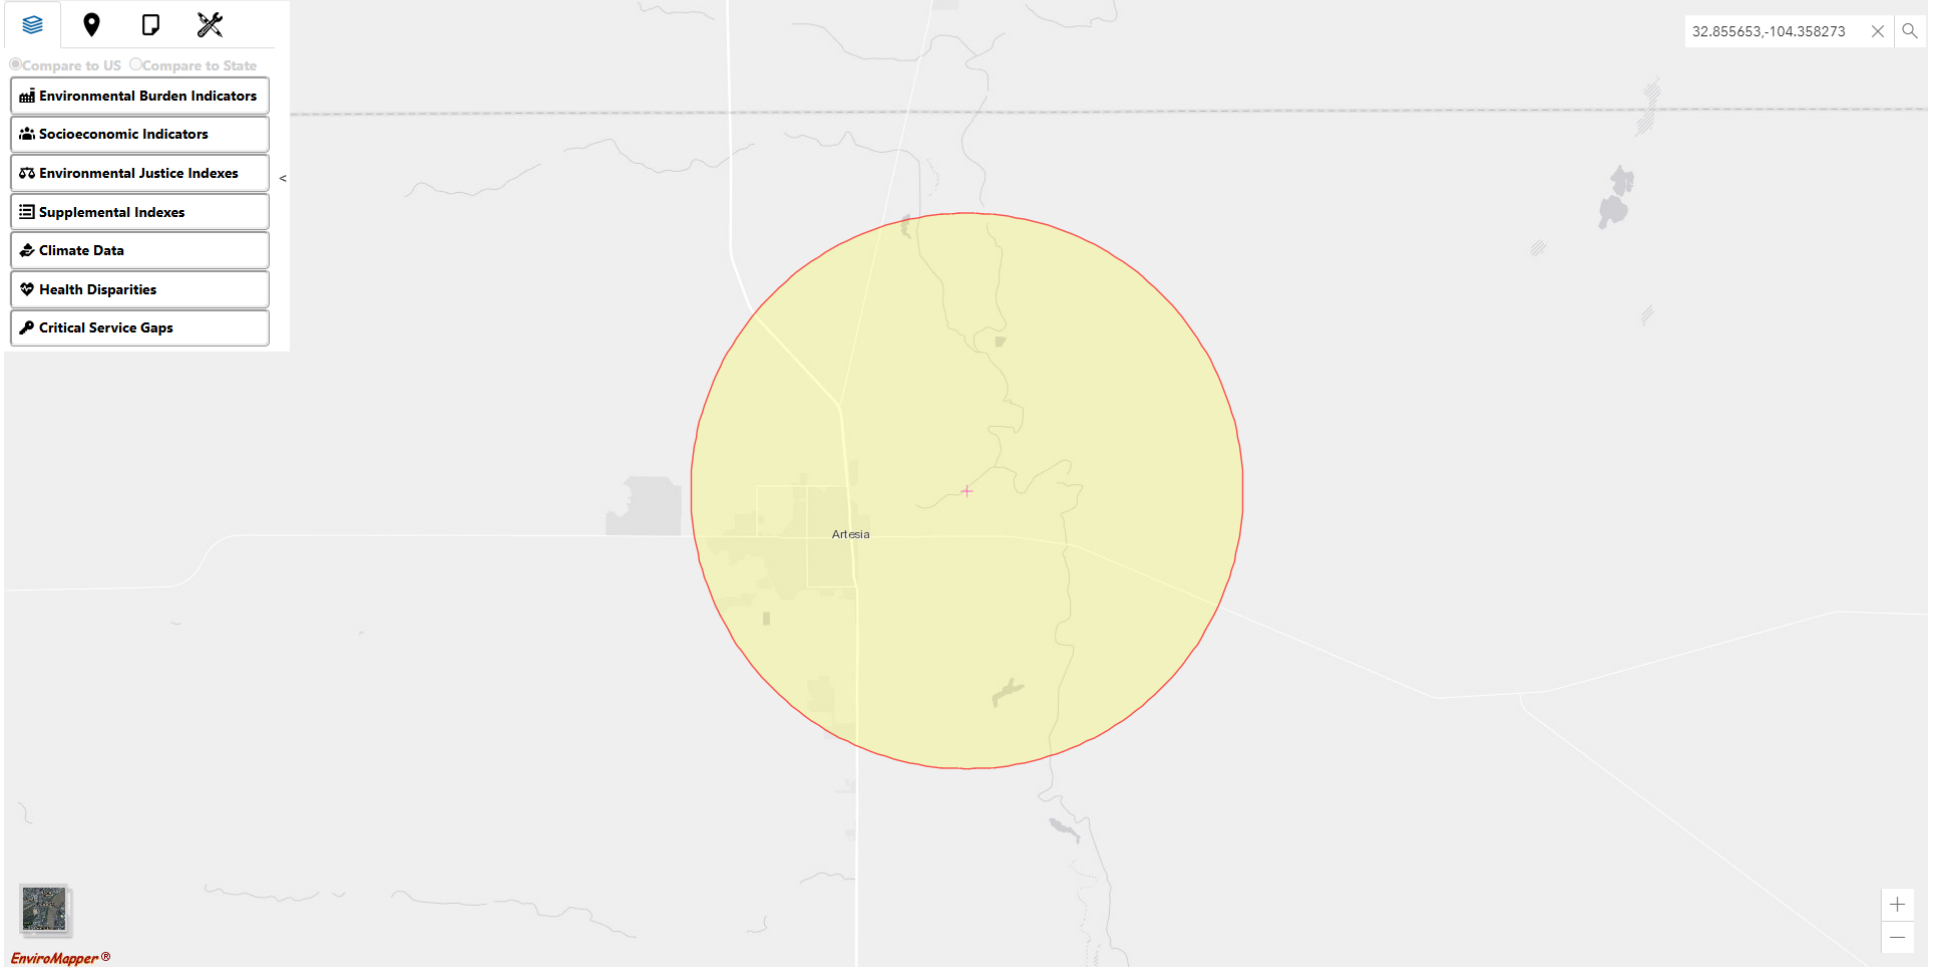 32.855653,-104.358273
Compare to US Compare to State
Environmental Burden Indicators
Socioeconomic Indicators
Environmental Justice Indexes
<
Supplemental Indexes
Climate Data
Health Disparities
Critical Service Gaps
Artesia
+
−
EnviroMapper ®